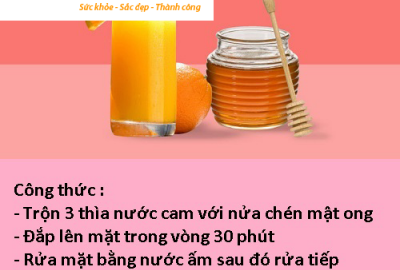 Sức khỏe - Sắc đẹp - Thành công
Công thức :
- Trộn 3 thìa nước cam với nửa chén mật ong
- Đắp lên mặt trong vòng 30 phút
- Rửa mặt bằng nước ấm sau đó rửa tiếp